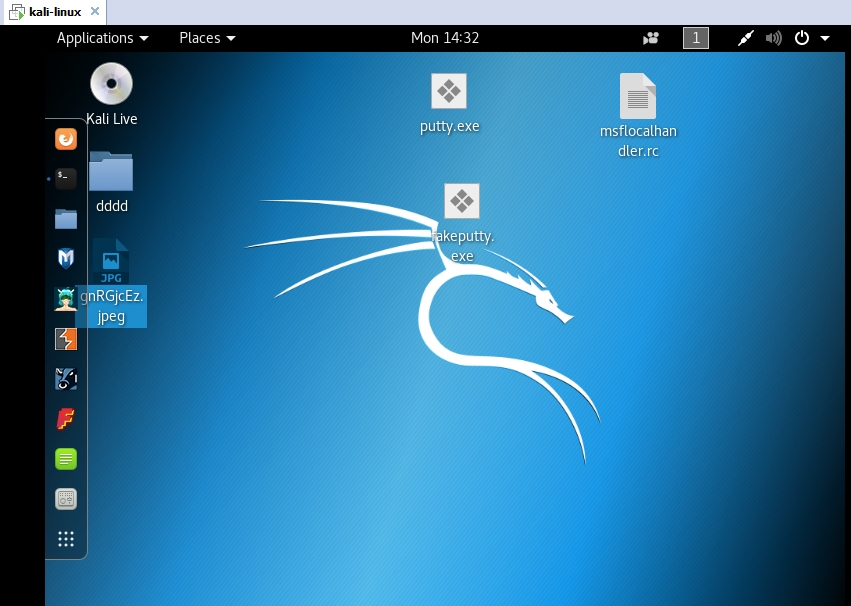 kali-linux
Applications
Places
Mon 14:32
1
Kali Live
putty.exe
msflocalhan
dler.rc
dddd
fakeputty.
exe
JPG
gnRGjcEz.
jpeg